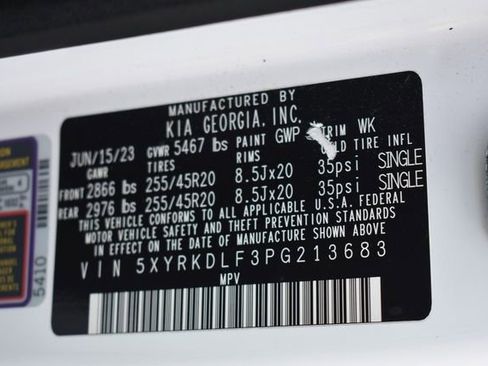 MANUFACTURED BY
KIA GEORGIA, INC.
JUN/15/23 GVWR 5467 lbs PAINT GWP TRIM WK
GAWR TIRES RIMS COLD TIRE INFL
FRONT 2866 lbs 255/45R20 8.5Jx20 35psi SINGLE
REAR 2976 lbs 255/45R20 8.5Jx20 35psi SINGLE
THIS VEHICLE CONFORMS TO ALL APPLICABLE U.S.A. FEDERAL
MOTOR VEHICLE SAFETY AND THEFT PREVENTION STANDARDS
IN EFFECT ON THE DATE OF MANUFACTURE SHOWN ABOVE
VIN 5XYRKDLF3PG213683
MPV
5410